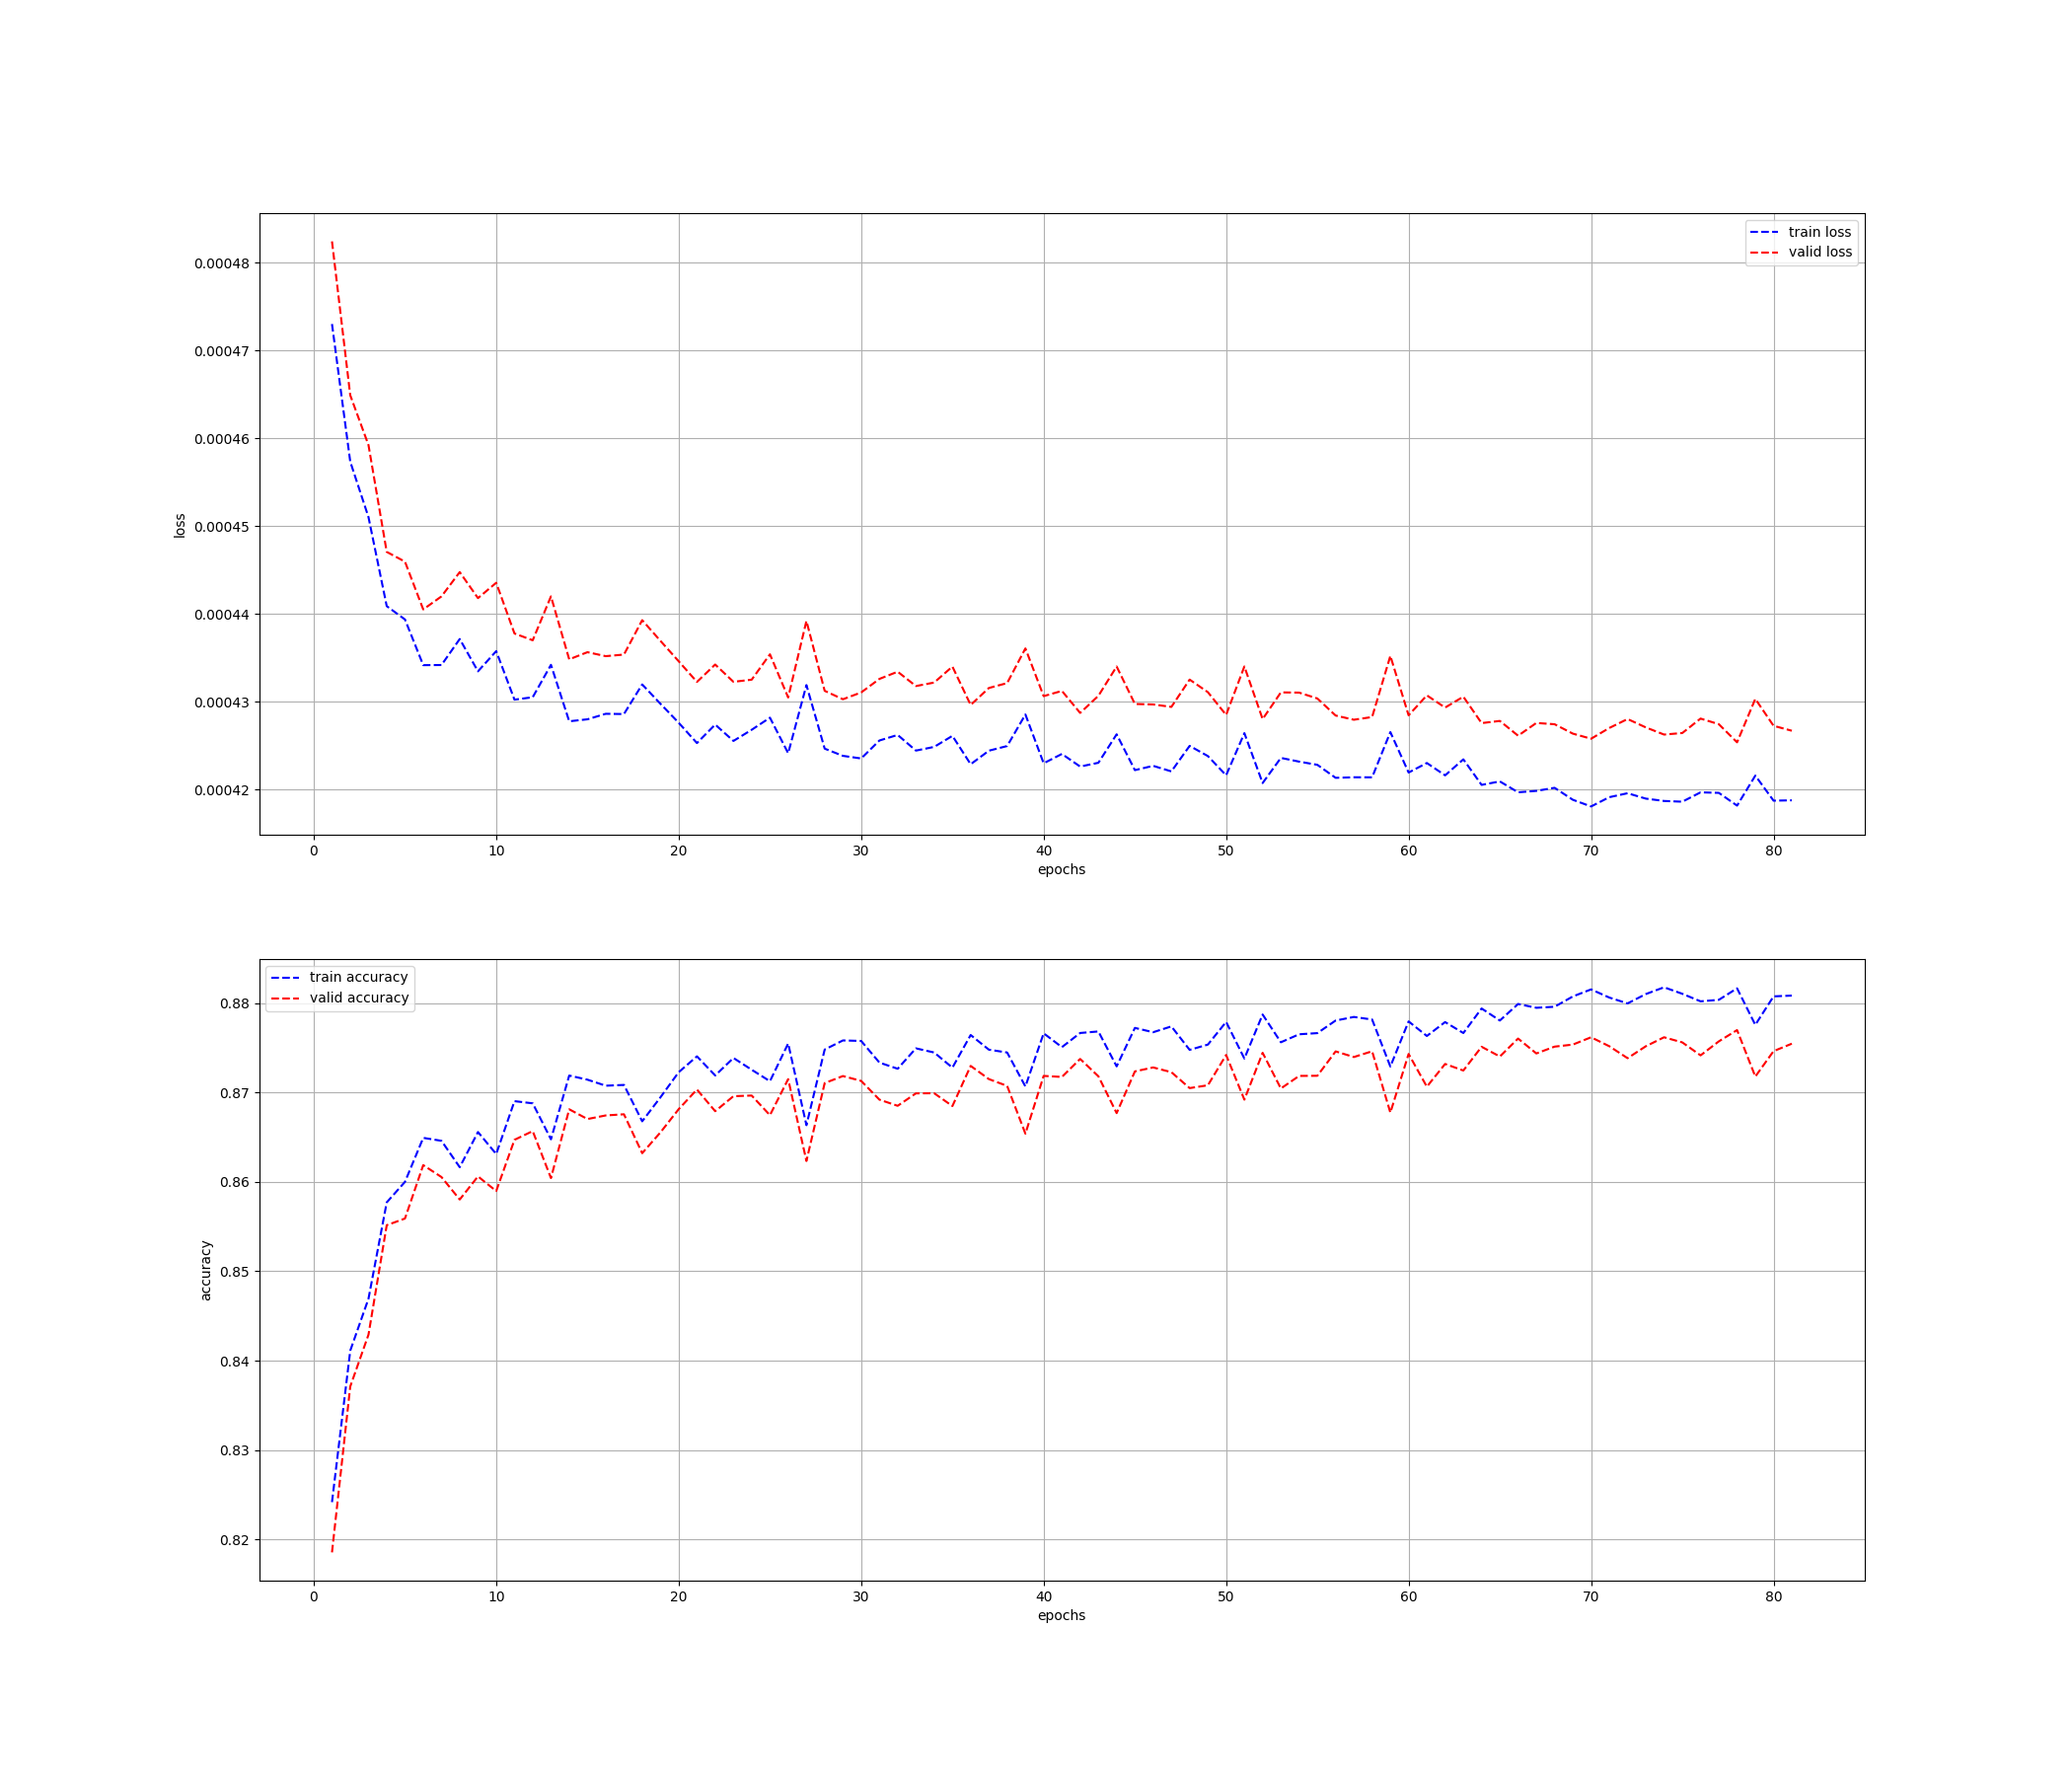 train loss
valid loss
0.00048
0.00047
0.00046
0.00045
0.00044
0.00043
0.00042
loss
0 10 20 30 40 50 60 70 80
epochs
train accuracy
valid accuracy
0.88
0.87
0.86
0.85
0.84
0.83
0.82
accuracy
0 10 20 30 40 50 60 70 80
epochs